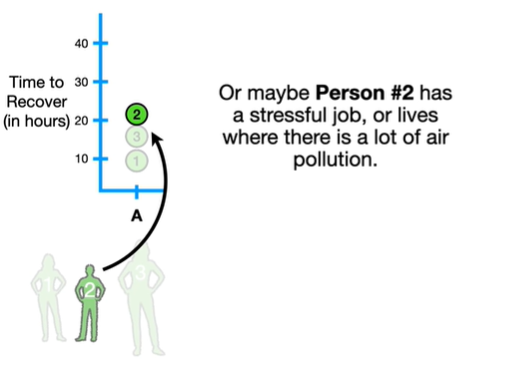 40
Time to 30
Recover
(in hours) 20
10
2
3
1
A
Or maybe Person #2 has
a stressful job, or lives
where there is a lot of air
pollution.
1
2
3